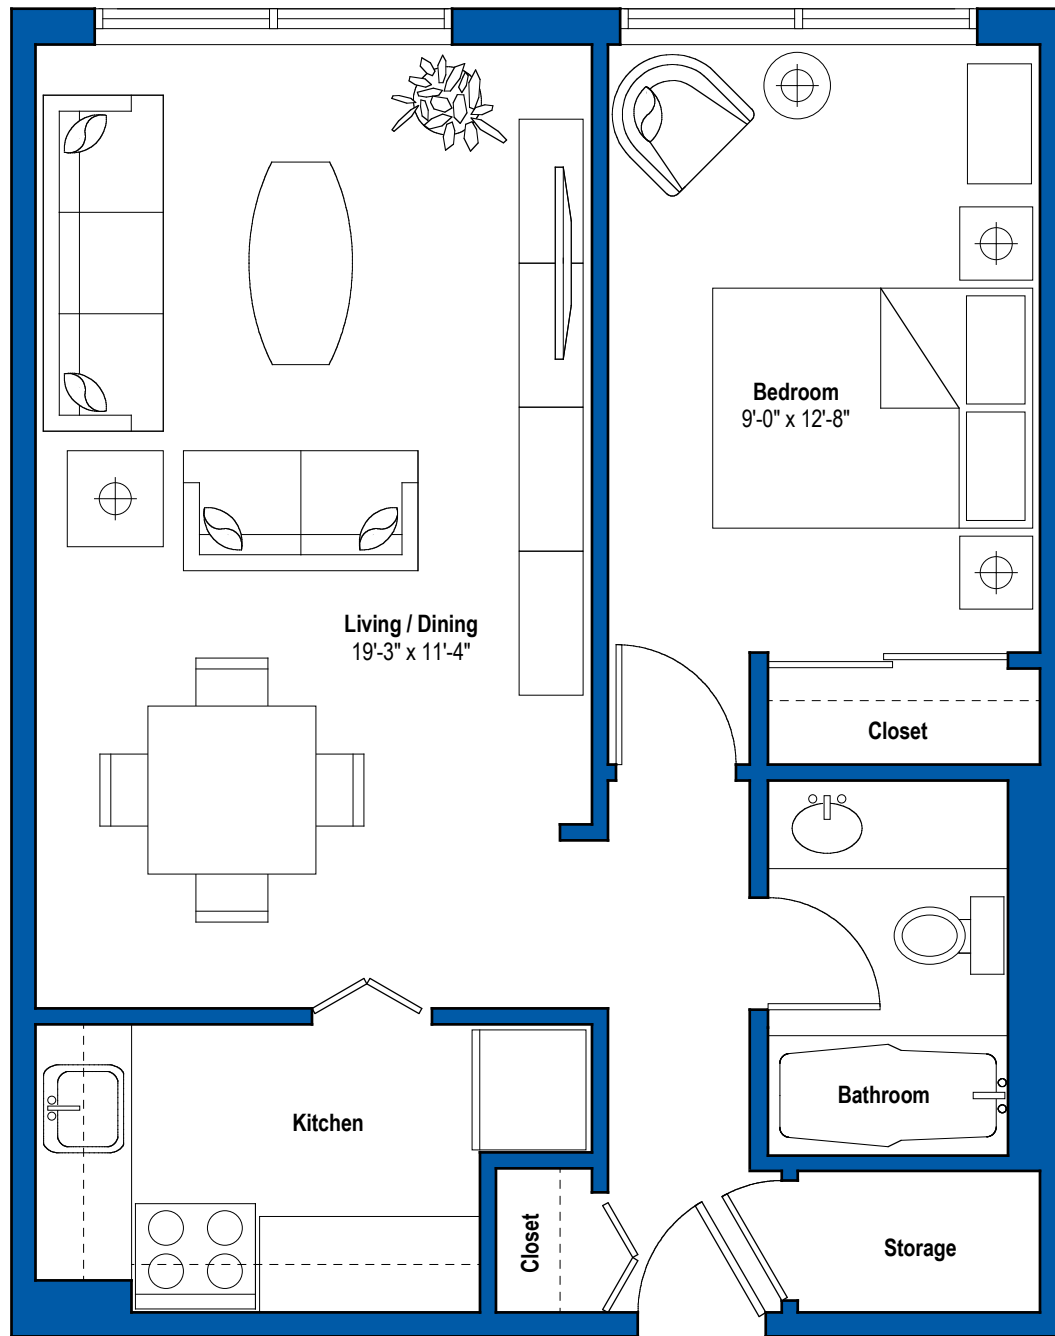 Bedroom
9'-0" x 12'-8"
Living / Dining
19'-3" x 11'-4"
Closet
Bathroom
Kitchen
Closet
Storage